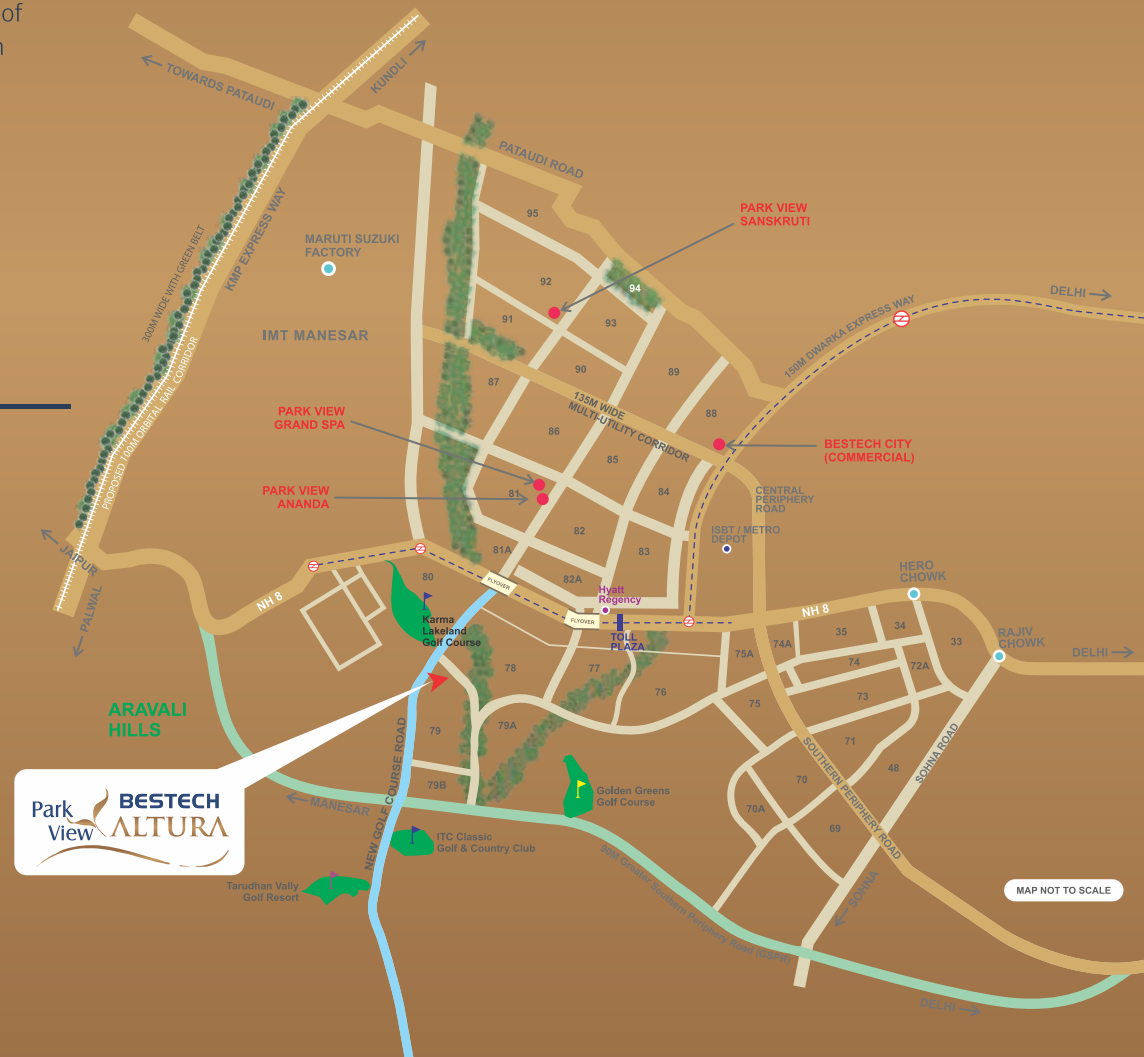 of
TOWARDS PATAUDI
KUNDLI
PATAUDI ROAD
300M WIDE WITH GREEN BELT
KMP EXPRESS WAY
PROPOSED 100M ORBITAL RAIL CORRIDOR
MARUTI SUZUKI
FACTORY
IMT MANESAR
PARK VIEW
SANSKRUTI
95
92
94
91
93
90
89
87
88
135M WIDE
MULTI-UTILITY CORRIDOR
86
85
84
150M DWARKA EXPRESS WAY
DELHI
PARK VIEW
GRAND SPA
PARK VIEW
ANANDA
BESTECH CITY
(COMMERCIAL)
81
82
83
81A
82A
80
CENTRAL
PERIPHERY
ROAD
ISBT / METRO
DEPOT
JAIPUR
PALWAL
NH 8
FLYOVER
FLYOVER
Hyatt
Regency
TOLL
PLAZA
NH 8
HERO
CHOWK
RAJIV
CHOWK
DELHI
Karma
Lakeland
Golf Course
78
77
76
75A
74A
35
34
33
74
72A
73
75
71
79
79A
79B
70
48
70A
69
ARAVALI
HILLS
SOUTHERN PERIPHERY ROAD
SOHNA ROAD
SOHNA
NEW GOLF COURSE ROAD
MANESAR
Park
View
BESTECH
ALTURA
Golden Greens
Golf Course
ITC Classic
Golf & Country Club
Tarudhan Vally
Golf Resort
90M Greater Southern Periphery Road (GSPR)
MAP NOT TO SCALE
DELHI